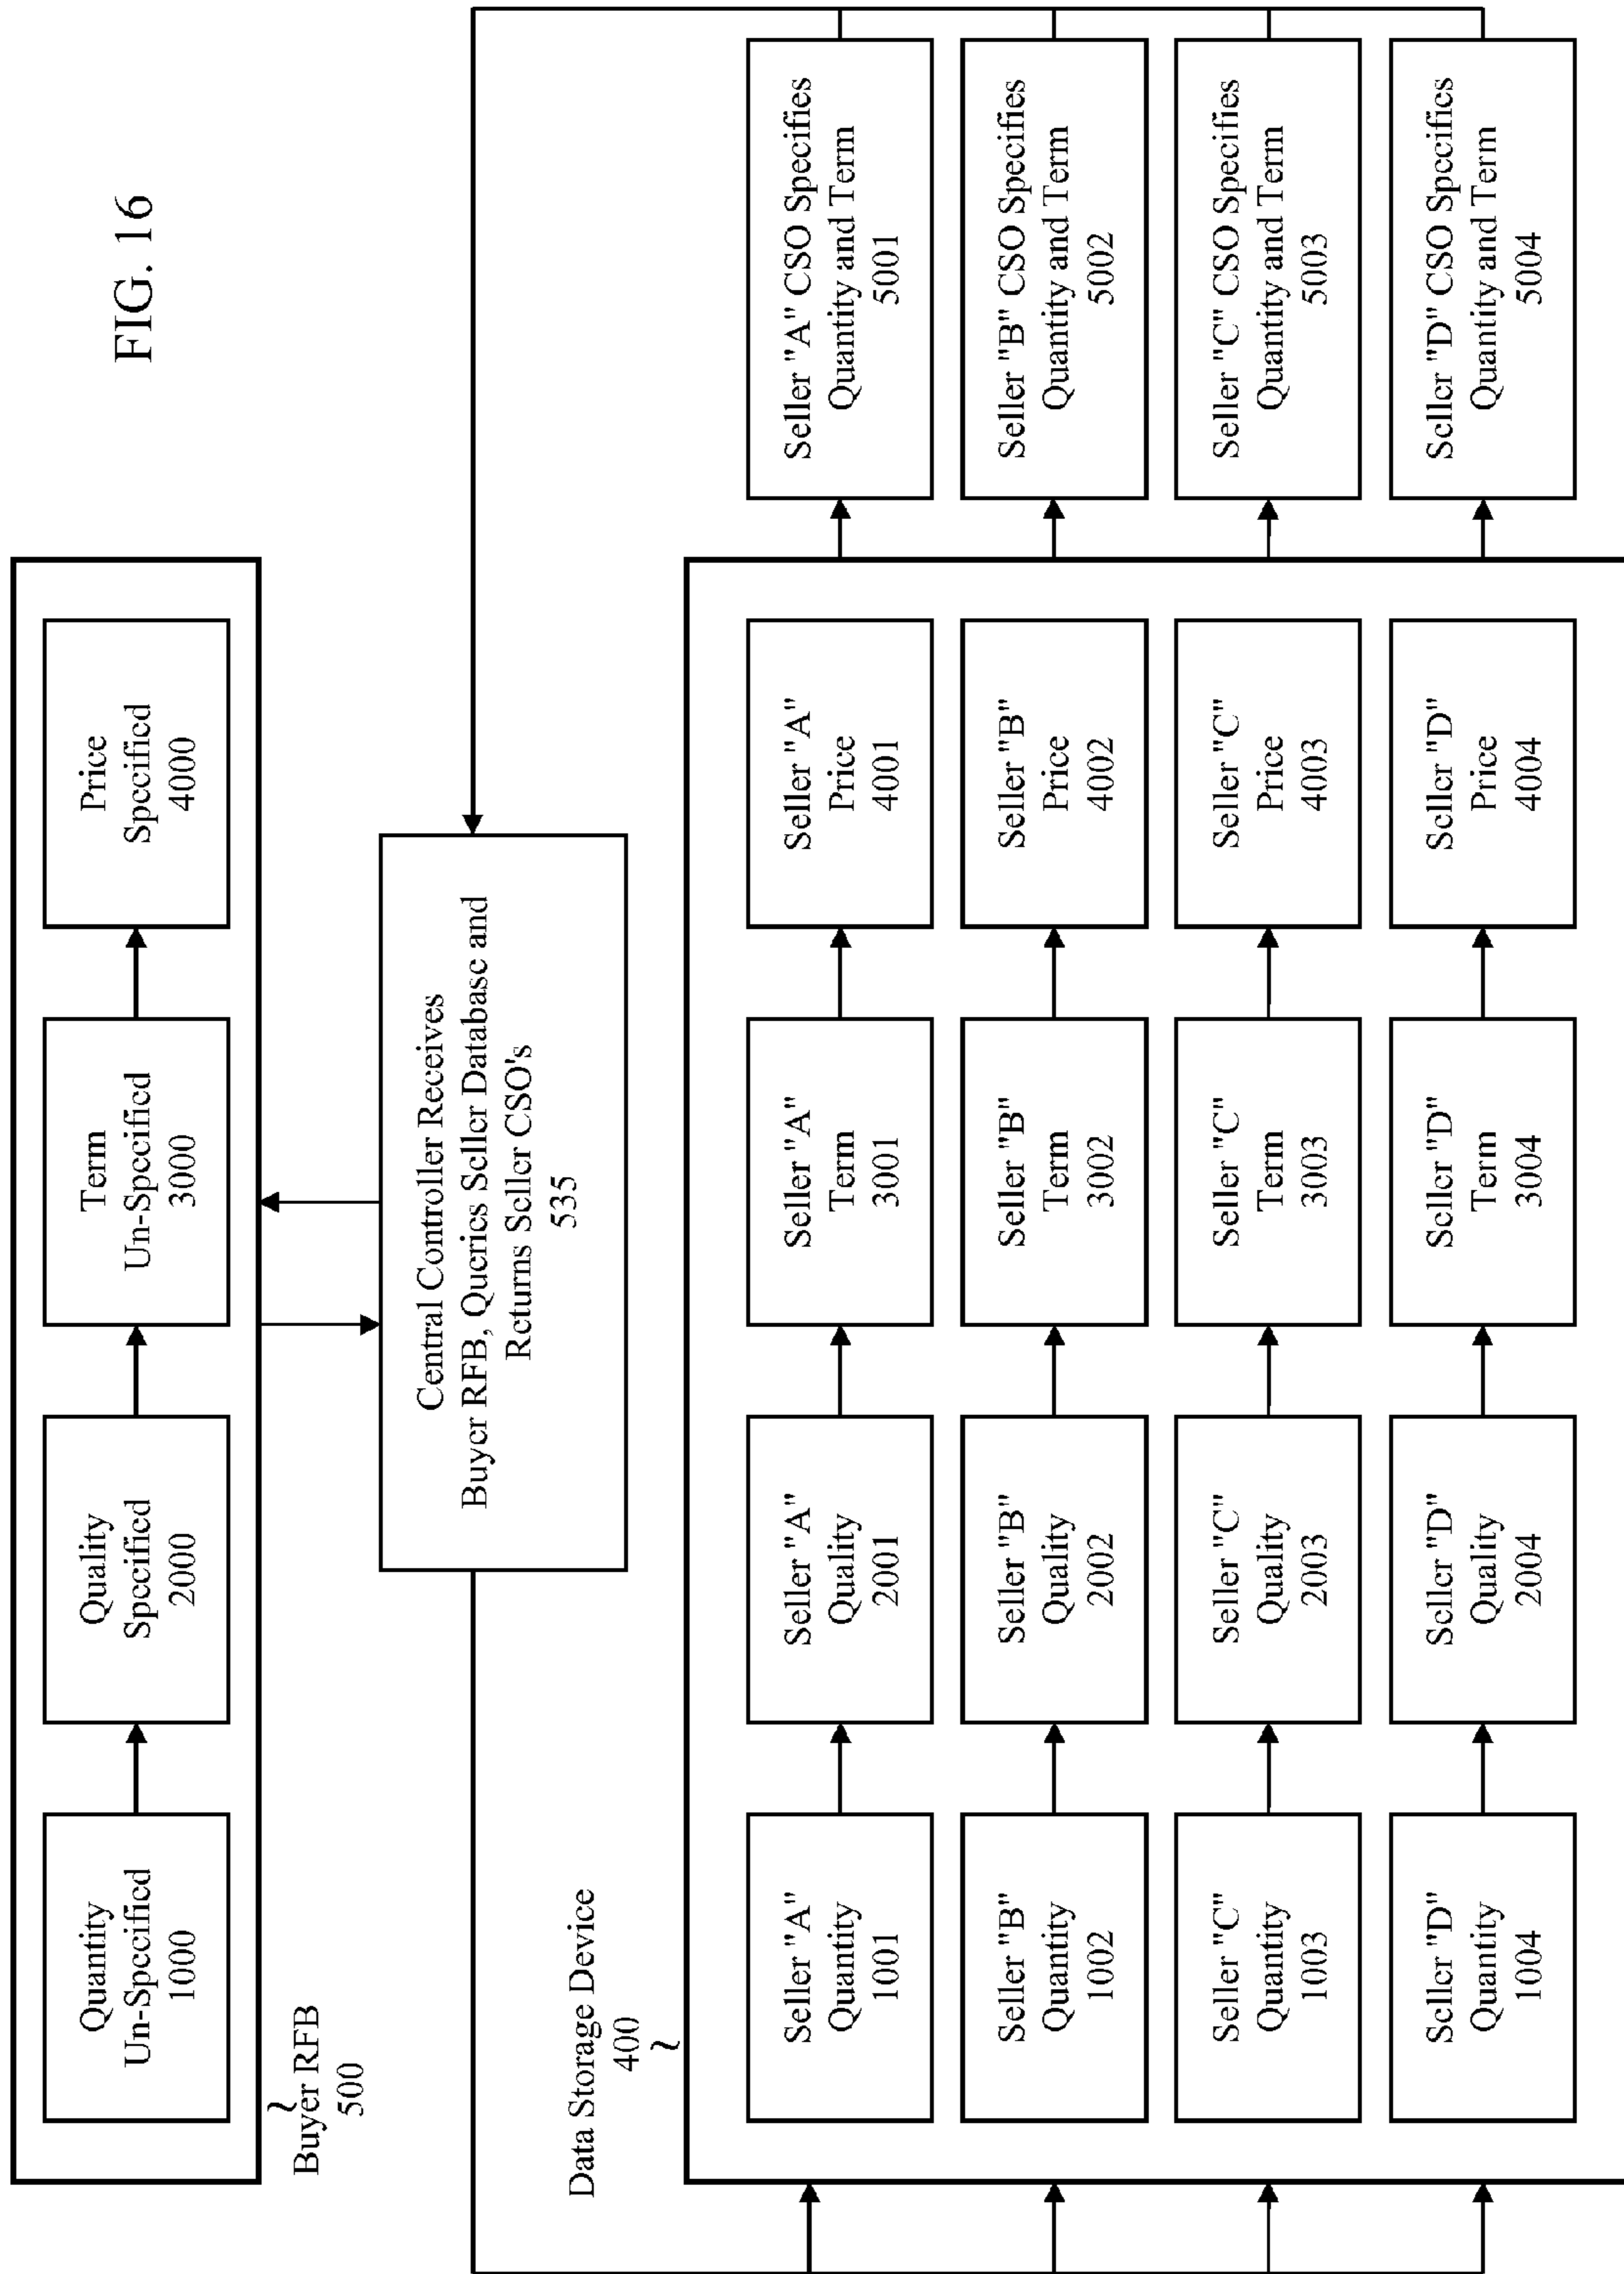 FIG. 16
Quantity
Un-Specified
1000
Quality
Specified
2000
Term
Un-Specified
3000
Price
Specified
4000
Buyer RFB
500
Central Controller Receives
Buyer RFB, Queries Seller Database and
Returns Seller CSO's
535
Data Storage Device
400
Seller "A"
Quantity
1001
Seller "A"
Quality
2001
Seller "A"
Term
3001
Seller "A"
Price
4001
Seller "A" CSO Specifies
Quantity and Term
5001
Seller "B"
Quantity
1002
Seller "B"
Quality
2002
Seller "B"
Term
3002
Seller "B"
Price
4002
Seller "B" CSO Specifies
Quantity and Term
5002
Seller "C"
Quantity
1003
Seller "C"
Quality
2003
Seller "C"
Term
3003
Seller "C"
Price
4003
Seller "C" CSO Specifies
Quantity and Term
5003
Seller "D"
Quantity
1004
Seller "D"
Quality
2004
Seller "D"
Term
3004
Seller "D"
Price
4004
Seller "D" CSO Specifies
Quantity and Term
5004